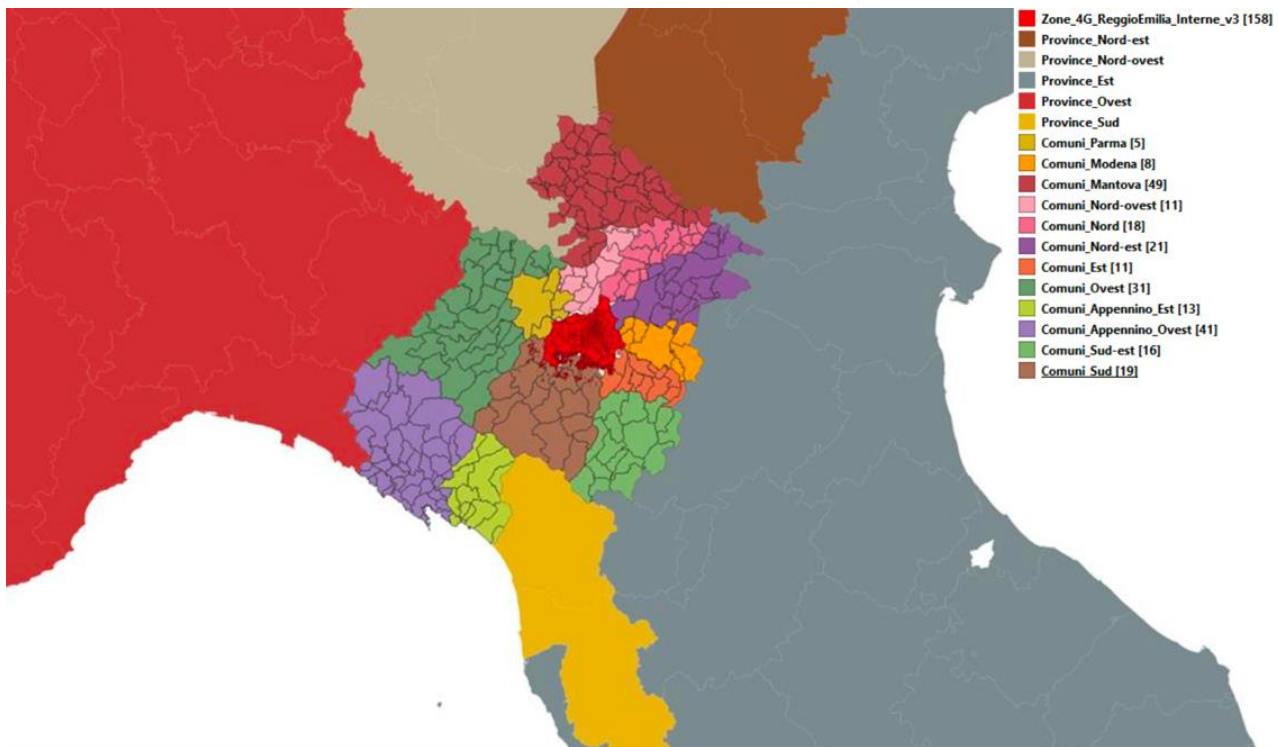 Zone_4G_ReggioEmilia_Interne_v3 [158]
Province_Nord-est
Province_Nord-ovest
Province_Est
Province_Ovest
Province_Sud
Comuni_Parma [5]
Comuni_Modena [8]
Comuni_Mantova [49]
Comuni_Nord-ovest [11]
Comuni_Nord [18]
Comuni_Nord-est [21]
Comuni_Est [11]
Comuni_Ovest [31]
Comuni_Appennino_Est [13]
Comuni_Appennino_Ovest [41]
Comuni_Sud-est [16]
Comuni_Sud [19]